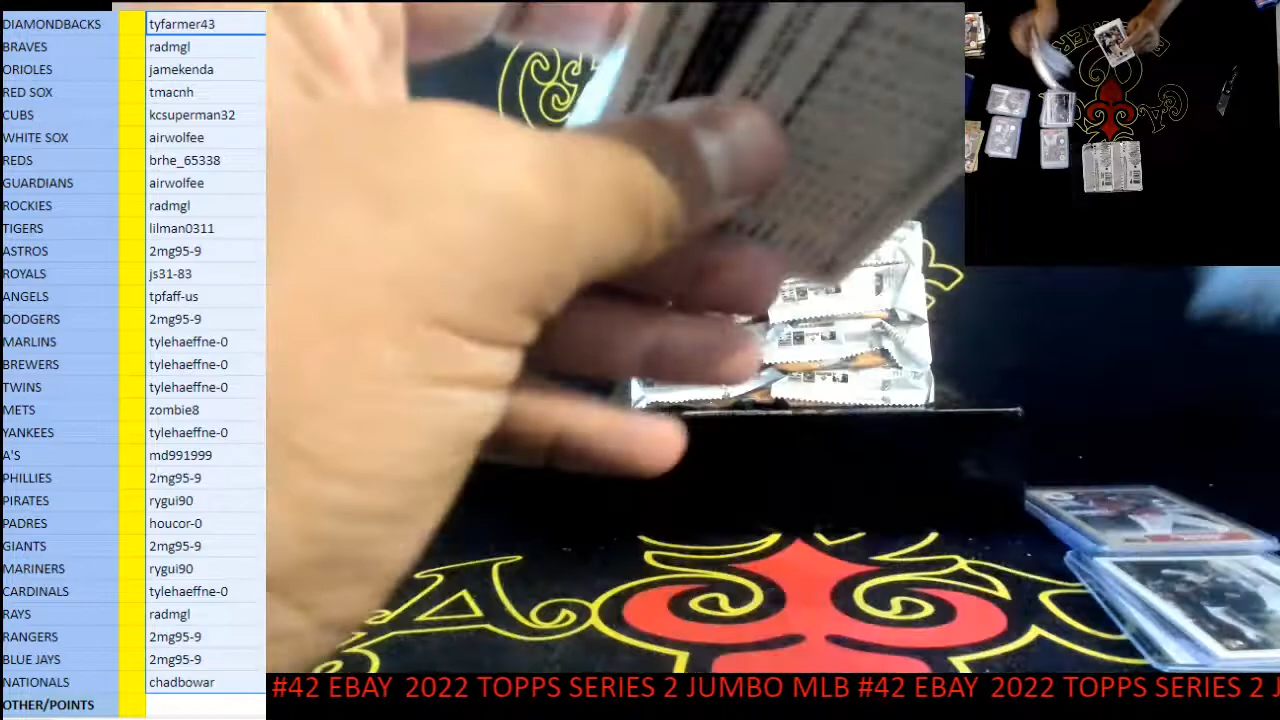 DIAMONDBACKS tyfarmer43
BRAVES radmgl
ORIOLES jamekenda
RED SOX tmacnh
CUBS kcsuperman32
WHITE SOX airwolfee
REDS brhe_65338
GUARDIANS airwolfee
ROCKIES radmgl
TIGERS lilman0311
ASTROS 2mg95-9
ROYALS js31-83
ANGELS tpfaff-us
DODGERS 2mg95-9
MARLINS tylehaeffne-0
BREWERS tylehaeffne-0
TWINS tylehaeffne-0
METS zombie8
YANKEES tylehaeffne-0
A'S md991999
PHILLIES 2mg95-9
PIRATES rygui90
PADRES houcor-0
GIANTS 2mg95-9
MARINERS rygui90
CARDINALS tylehaeffne-0
RAYS radmgl
RANGERS 2mg95-9
BLUE JAYS 2mg95-9
NATIONALS chadbowar
OTHER/POINTS
#42 EBAY 2022 TOPPS SERIES 2 JUMBO MLB #42 EBAY 2022 TOPPS SERIES 2 J